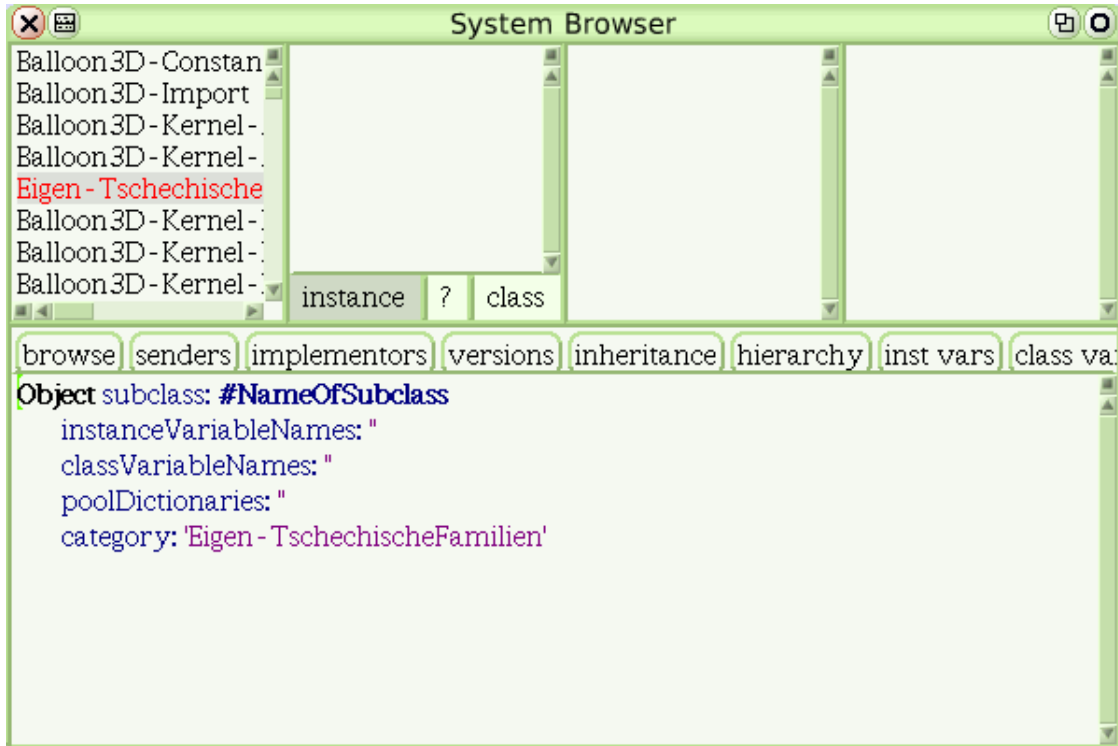 System Browser
Balloon3D-Constan
Balloon3D-Import
Balloon3D-Kernel-.
Balloon3D-Kernel-.
Eigen-Tschechische
Balloon3D-Kernel-
Balloon3D-Kernel-
Balloon3D-Kernel-
instance ? class
browse senders implementors versions inheritance hierarchy inst vars class va
Object subclass: #NameOfSubclass
instanceVariableNames: ''
classVariableNames: ''
poolDictionaries: ''
category: 'Eigen-TschechischeFamilien'